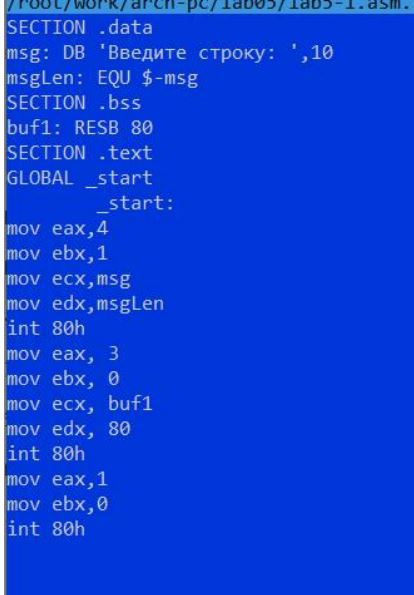 /root/work/arch-pc/lab05/lab5-1.asm.
SECTION .data
msg: DB 'Введите строку: ',10
msgLen: EQU $-msg
SECTION .bss
buf1: RESB 80
SECTION .text
GLOBAL _start
_start:
mov eax,4
mov ebx,1
mov ecx,msg
mov edx,msgLen
int 80h
mov eax, 3
mov ebx, 0
mov ecx, buf1
mov edx, 80
int 80h
mov eax,1
mov ebx,0
int 80h